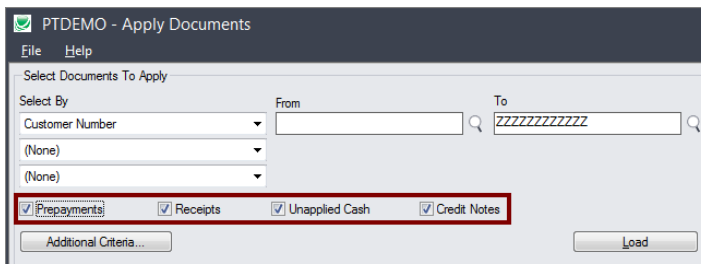 PTDEMO - Apply Documents
File Help
Select Documents To Apply
Select By From To
Customer Number ZZZZZZZZZZZZ
(None)
(None)
Prepayments Receipts Unapplied Cash Credit Notes
Additional Criteria... Load